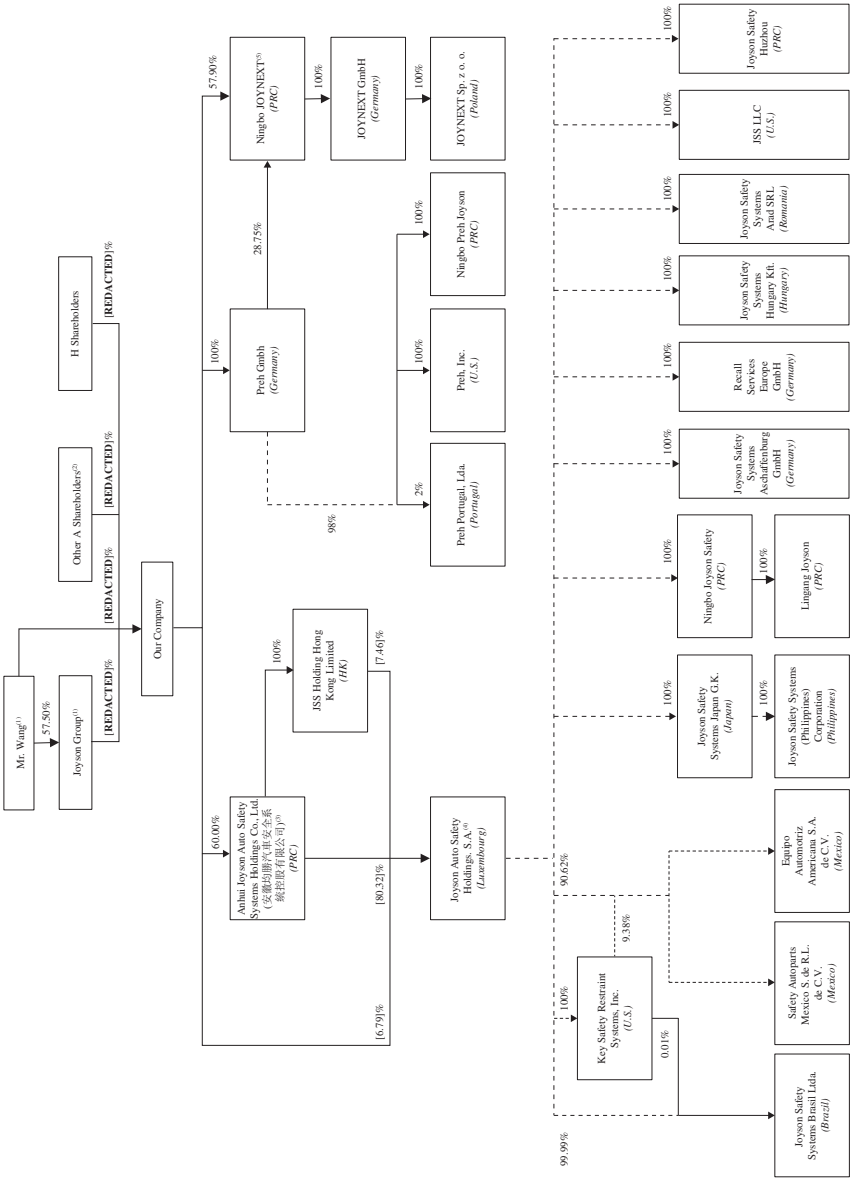 Mr. Wang(1)
57.50%
Joyson Group(1)
Other A Shareholders(2)
H Shareholders
[REDACTED]%
[REDACTED]%
[REDACTED]%
[REDACTED]%
Our Company
60.00%
100%
57.90%
Anhui Joyson Auto Safety
Systems Holdings Co., Ltd.
(安徽均勝汽車安全系
統控股有限公司)(3)
(PRC)
100%
JSS Holding Hong
Kong Limited
(HK)
Preh Gmbh
(Germany)
28.75%
Ningbo JOYNEXT(5)
(PRC)
100%
JOYNEXT GmbH
(Germany)
100%
JOYNEXT Sp. z o. o.
(Poland)
98%
2%
100%
100%
Preh Portugal, Lda.
(Portugal)
Preh, Inc.
(U.S.)
Ningbo Preh Joyson
(PRC)
[6.79]%
[80.32]%
[7.46]%
Joyson Auto Safety
Holdings, S.A.(4)
(Luxembourg)
99.99%
100%
90.62%
Key Safety Restraint
Systems, Inc.
(U.S.)
9.38%
0.01%
Joyson Safety
Systems Brasil Ltda.
(Brazil)
Safety Autoparts
Mexico S. de R.L.
de C.V.
(Mexico)
Equipo
Automotriz
Americana S.A.
de C.V.
(Mexico)
100%
Joyson Safety
Systems Japan G.K.
(Japan)
100%
Joyson Safety Systems
(Philippines)
Corporation
(Philippines)
100%
Ningbo Joyson Safety
(PRC)
100%
Lingang Joyson
(PRC)
100%
Joyson Safety
Systems
Aschaffenburg
GmbH
(Germany)
100%
Recall
Services
Europe
GmbH
(Germany)
100%
Joyson Safety
Systems
Hungary Kft.
(Hungary)
100%
Joyson Safety
Systems
Arad SRL
(Romania)
100%
JSS LLC
(U.S.)
100%
Joyson Safety
Huzhou
(PRC)